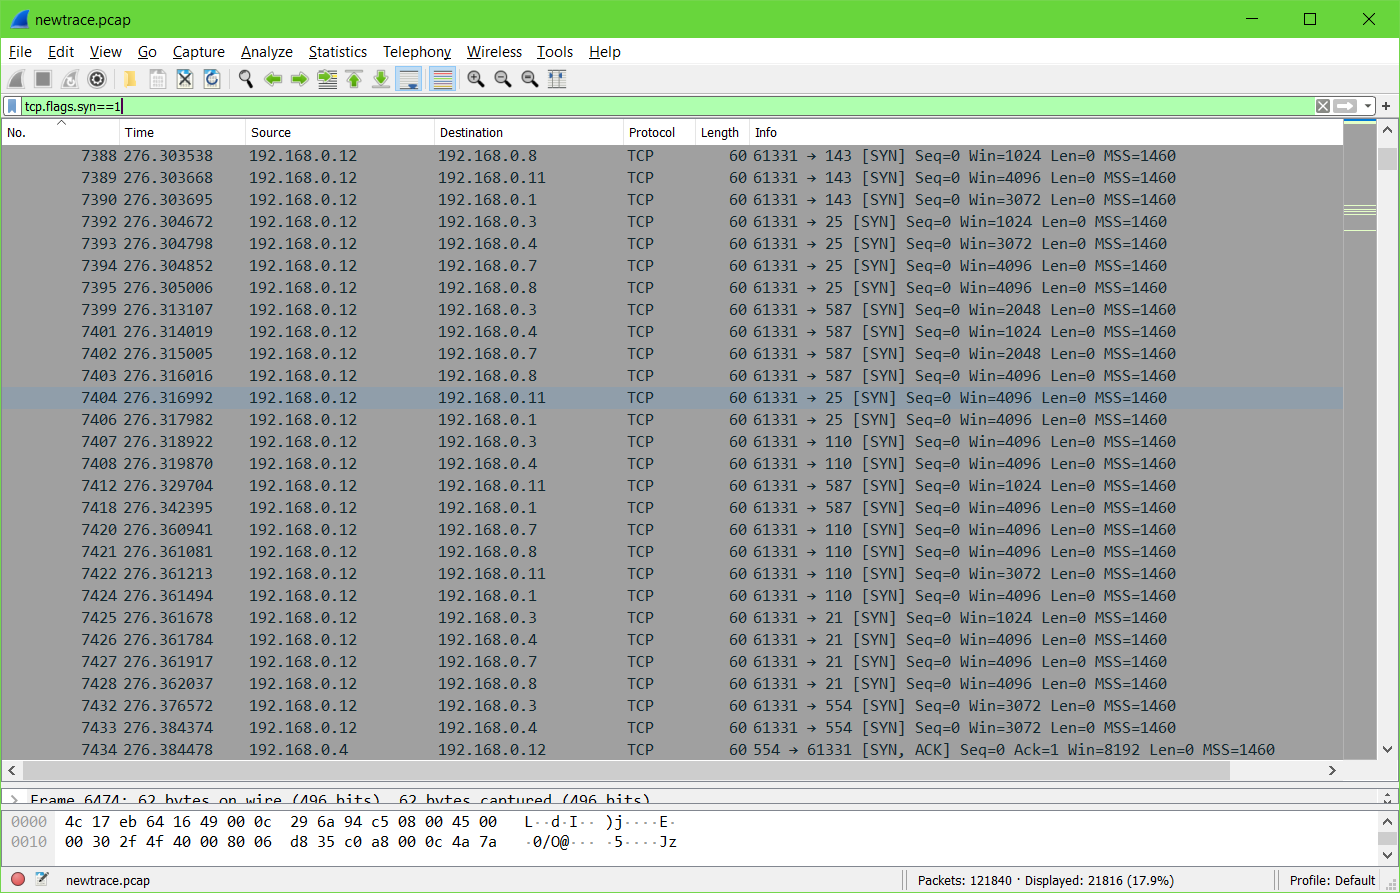 newtrace.pcap
File Edit View Go Capture Analyze Statistics Telephony Wireless Tools Help
tcp.flags.syn==1
No. Time Source Destination Protocol Length Info
7388 276.303538 192.168.0.12 192.168.0.8 TCP 60 61331 → 143 [SYN] Seq=0 Win=1024 Len=0 MSS=1460
7389 276.303668 192.168.0.12 192.168.0.11 TCP 60 61331 → 143 [SYN] Seq=0 Win=4096 Len=0 MSS=1460
7390 276.303695 192.168.0.12 192.168.0.1 TCP 60 61331 → 143 [SYN] Seq=0 Win=3072 Len=0 MSS=1460
7392 276.304672 192.168.0.12 192.168.0.3 TCP 60 61331 → 25 [SYN] Seq=0 Win=1024 Len=0 MSS=1460
7393 276.304798 192.168.0.12 192.168.0.4 TCP 60 61331 → 25 [SYN] Seq=0 Win=3072 Len=0 MSS=1460
7394 276.304852 192.168.0.12 192.168.0.7 TCP 60 61331 → 25 [SYN] Seq=0 Win=4096 Len=0 MSS=1460
7395 276.305006 192.168.0.12 192.168.0.8 TCP 60 61331 → 25 [SYN] Seq=0 Win=4096 Len=0 MSS=1460
7399 276.313107 192.168.0.12 192.168.0.3 TCP 60 61331 → 587 [SYN] Seq=0 Win=2048 Len=0 MSS=1460
7401 276.314019 192.168.0.12 192.168.0.4 TCP 60 61331 → 587 [SYN] Seq=0 Win=1024 Len=0 MSS=1460
7402 276.315005 192.168.0.12 192.168.0.7 TCP 60 61331 → 587 [SYN] Seq=0 Win=2048 Len=0 MSS=1460
7403 276.316016 192.168.0.12 192.168.0.8 TCP 60 61331 → 587 [SYN] Seq=0 Win=4096 Len=0 MSS=1460
7404 276.316992 192.168.0.12 192.168.0.11 TCP 60 61331 → 25 [SYN] Seq=0 Win=4096 Len=0 MSS=1460
7406 276.317982 192.168.0.12 192.168.0.1 TCP 60 61331 → 25 [SYN] Seq=0 Win=4096 Len=0 MSS=1460
7407 276.318922 192.168.0.12 192.168.0.3 TCP 60 61331 → 110 [SYN] Seq=0 Win=4096 Len=0 MSS=1460
7408 276.319870 192.168.0.12 192.168.0.4 TCP 60 61331 → 110 [SYN] Seq=0 Win=4096 Len=0 MSS=1460
7412 276.329704 192.168.0.12 192.168.0.11 TCP 60 61331 → 587 [SYN] Seq=0 Win=1024 Len=0 MSS=1460
7418 276.342395 192.168.0.12 192.168.0.1 TCP 60 61331 → 587 [SYN] Seq=0 Win=4096 Len=0 MSS=1460
7420 276.360941 192.168.0.12 192.168.0.7 TCP 60 61331 → 110 [SYN] Seq=0 Win=4096 Len=0 MSS=1460
7421 276.361081 192.168.0.12 192.168.0.8 TCP 60 61331 → 110 [SYN] Seq=0 Win=4096 Len=0 MSS=1460
7422 276.361213 192.168.0.12 192.168.0.11 TCP 60 61331 → 110 [SYN] Seq=0 Win=3072 Len=0 MSS=1460
7424 276.361494 192.168.0.12 192.168.0.1 TCP 60 61331 → 110 [SYN] Seq=0 Win=4096 Len=0 MSS=1460
7425 276.361678 192.168.0.12 192.168.0.3 TCP 60 61331 → 21 [SYN] Seq=0 Win=1024 Len=0 MSS=1460
7426 276.361784 192.168.0.12 192.168.0.4 TCP 60 61331 → 21 [SYN] Seq=0 Win=4096 Len=0 MSS=1460
7427 276.361917 192.168.0.12 192.168.0.7 TCP 60 61331 → 21 [SYN] Seq=0 Win=4096 Len=0 MSS=1460
7428 276.362037 192.168.0.12 192.168.0.8 TCP 60 61331 → 21 [SYN] Seq=0 Win=4096 Len=0 MSS=1460
7432 276.376572 192.168.0.12 192.168.0.3 TCP 60 61331 → 554 [SYN] Seq=0 Win=3072 Len=0 MSS=1460
7433 276.384374 192.168.0.12 192.168.0.4 TCP 60 61331 → 554 [SYN] Seq=0 Win=3072 Len=0 MSS=1460
7434 276.384478 192.168.0.4 192.168.0.12 TCP 60 554 → 61331 [SYN, ACK] Seq=0 Ack=1 Win=8192 Len=0 MSS=1460
Frame 6474: 62 bytes on wire (496 bits), 62 bytes captured (496 bits)
0000 4c 17 eb 64 16 49 00 0c 29 6a 94 c5 08 00 45 00 L··d·I·· )j····E·
0010 00 30 2f 4f 40 00 80 06 d8 35 c0 a8 00 0c 4a 7a ·0/O@··· ·5····Jz
newtrace.pcap Packets: 121840 · Displayed: 21816 (17.9%) Profile: Default